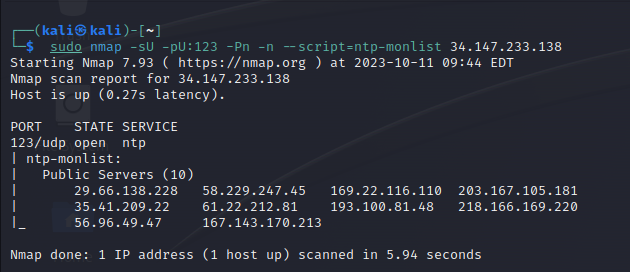 ┌──(kali㉿kali)-[~]
└─$ sudo nmap -sU -pU:123 -Pn -n --script=ntp-monlist 34.147.233.138
Starting Nmap 7.93 ( https://nmap.org ) at 2023-10-11 09:44 EDT
Nmap scan report for 34.147.233.138
Host is up (0.27s latency).

PORT    STATE SERVICE
123/udp open  ntp
| ntp-monlist:
|   Public Servers (10)
|       29.66.138.228   58.229.247.45   169.22.116.110  203.167.105.181
|       35.41.209.22    61.22.212.81    193.100.81.48   218.166.169.220
|_      56.96.49.47     167.143.170.213

Nmap done: 1 IP address (1 host up) scanned in 5.94 seconds